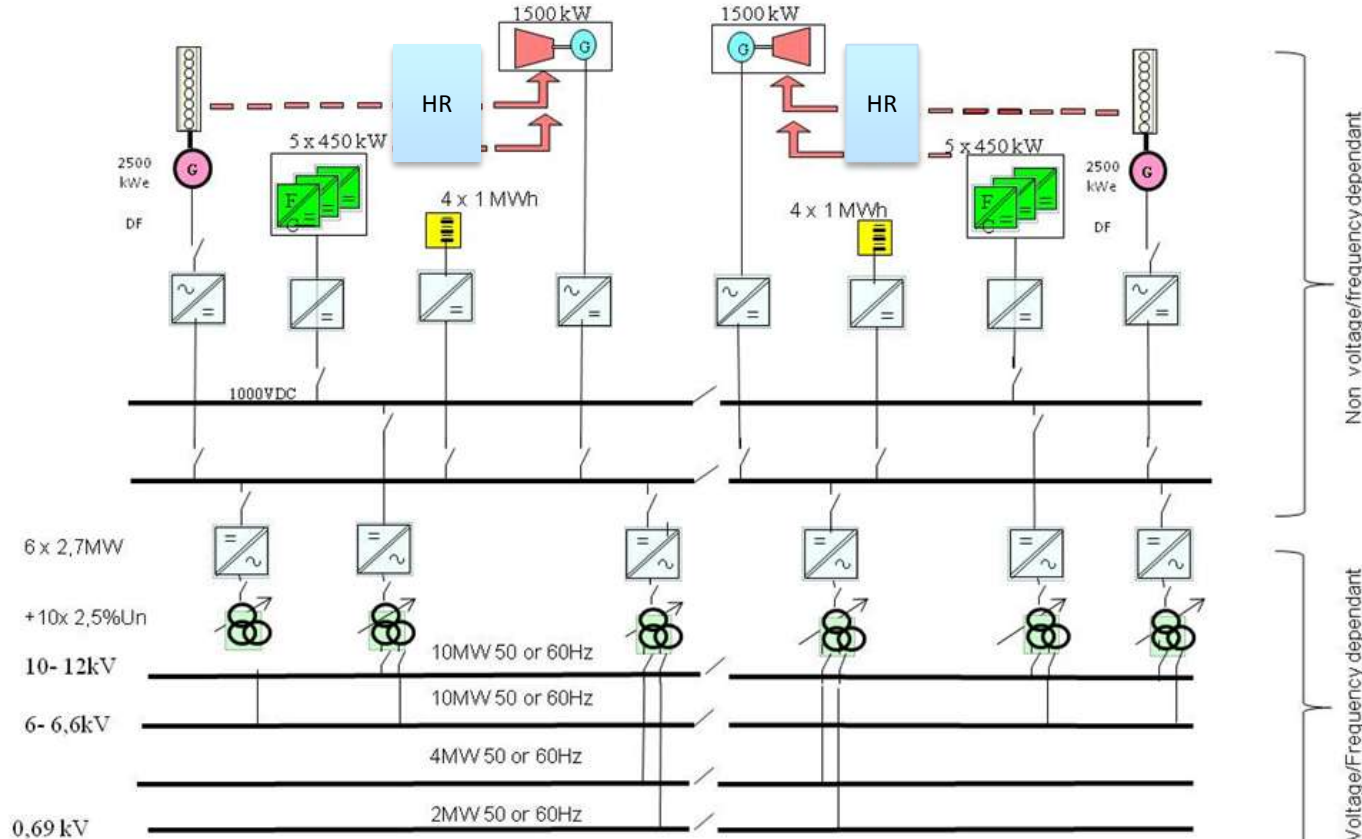 1500 kW
1500 kW
G
G
HR
HR
5 x 450 kW
5 x 450 kW
G
2500
kWe
DF
F
C
4 x 1 MWh
4 x 1 MWh
F
C
2500
kWe
DF
G
1000VDC
6 x 2,7MW
+10x 2,5%Un
10- 12kV
10MW 50 or 60Hz
10MW 50 or 60Hz
6- 6,6kV
4MW 50 or 60Hz
2MW 50 or 60Hz
0,69 kV
Non voltage/frequency dependant
Voltage/Frequency dependant